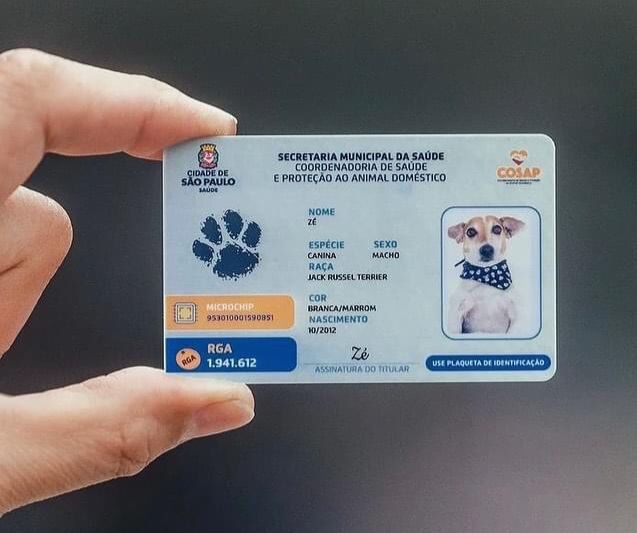 CIDADE DE
SÃO PAULO
SAÚDE
SECRETARIA MUNICIPAL DA SAÚDE
COORDENADORIA DE SAÚDE
E PROTEÇÃO AO ANIMAL DOMÉSTICO
COSAP
NOME
ZÉ
ESPÉCIE SEXO
CANINA MACHO
RAÇA
JACK RUSSEL TERRIER
COR
BRANCA/MARROM
NASCIMENTO
10/2012
MICROCHIP
953010001590851
RGA
RGA
1.941.612
Zé
ASSINATURA DO TITULAR
USE PLAQUETA DE IDENTIFICAÇÃO